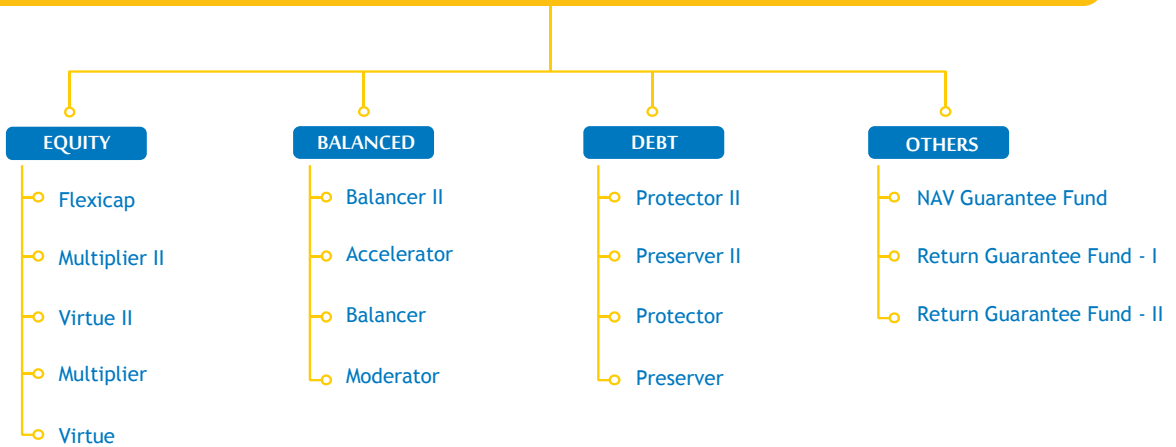 EQUITY
Flexicap
Multiplier II
Virtue II
Multiplier
Virtue
BALANCED
Balancer II
Accelerator
Balancer
Moderator
DEBT
Protector II
Preserver II
Protector
Preserver
OTHERS
NAV Guarantee Fund
Return Guarantee Fund - I
Return Guarantee Fund - II